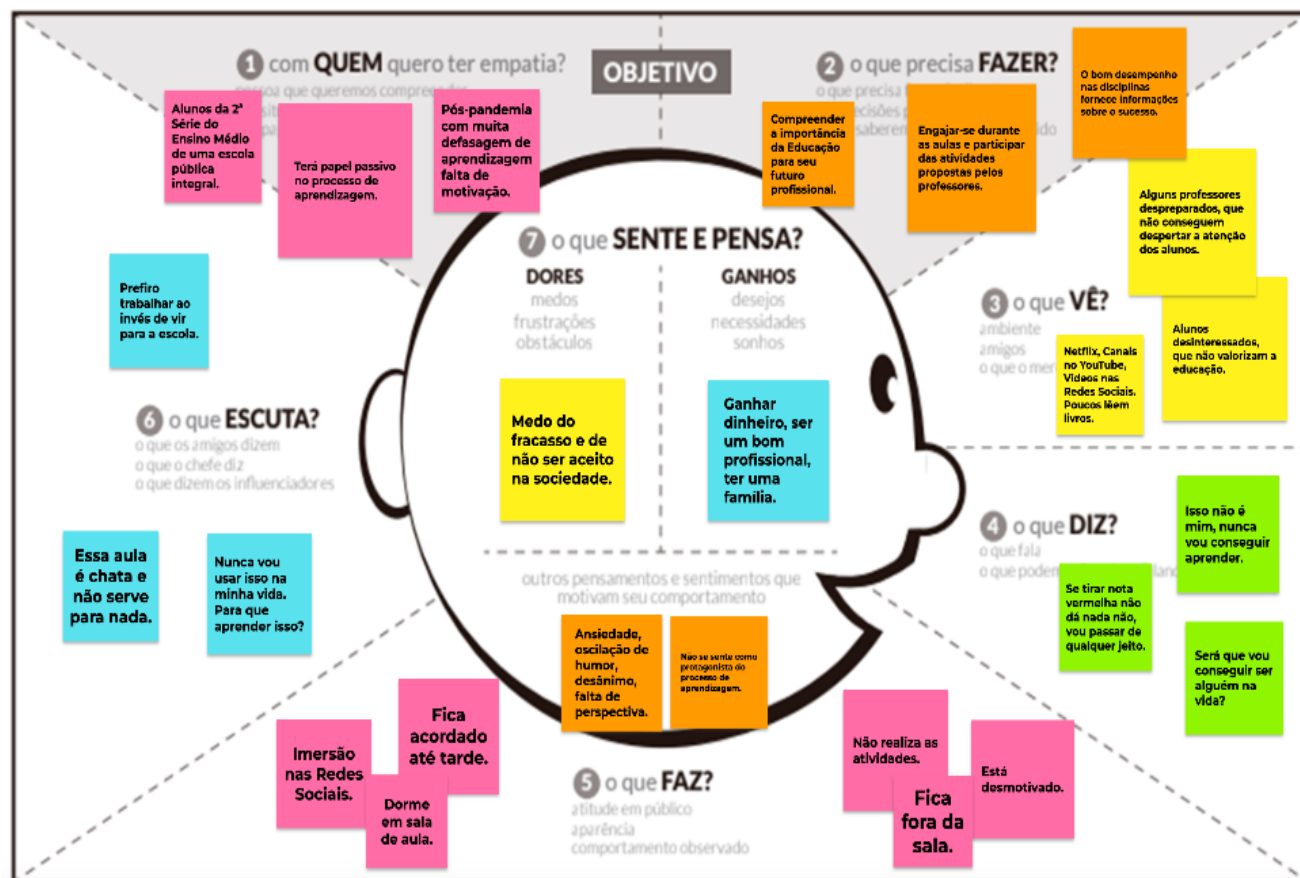 1 com QUEM quero ter empatia?
pessoa que queremos compreender
Alunos da 2ª
Série do
Ensino Médio
de uma escola
pública
integral.
Terá papel passivo
no processo de
aprendizagem.
Pós-pandemia
com muita
defasagem de
aprendizagem
falta de
motivação.
OBJETIVO
2 o que precisa FAZER?
o que precisa
Compreender
a importância
da Educação
para seu
futuro
profissional.
Engajar-se durante
as aulas e participar
das atividades
propostas pelos
professores.
O bom desempenho
nas disciplinas
fornece informações
sobre o sucesso.
3 o que VÊ?
ambiente
amigos
o que o
Alguns professores
despreparados, que
não conseguem
despertar a atenção
dos alunos.
Netflix, Canais
no YouTube,
Vídeos nas
Redes Sociais.
Poucos lêem
livros.
Alunos
desinteressados,
que não valorizam a
educação.
4 o que DIZ?
o que fala
o que
Isso não é
mim, nunca
vou conseguir
aprender.
Se tirar nota
vermelha não
dá nada não,
vou passar de
qualquer jeito.
Será que vou
conseguir ser
alguém na
vida?
5 o que FAZ?
atitude em público
aparência
comportamento observado
Imersão
nas Redes
Sociais.
Fica
acordado
até tarde.
Dorme
em sala
de aula.
Não realiza as
atividades.
Fica
fora da
sala.
Está
desmotivado.
6 o que ESCUTA?
o que os amigos dizem
o que o chefe diz
o que dizem os influenciadores
Prefiro
trabalhar ao
invés de vir
para a escola.
Essa aula
é chata e
não serve
para nada.
Nunca vou
usar isso na
minha vida.
Para que
aprender isso?
7 o que SENTE E PENSA?
DORES
medos
frustrações
obstáculos
Medo do
fracasso e de
não ser aceito
na sociedade.
GANHOS
desejos
necessidades
sonhos
Ganhar
dinheiro, ser
um bom
profissional,
ter uma
família.
outros pensamentos e sentimentos que
motivam seu comportamento
Ansiedade,
oscilação de
humor,
desânimo,
falta de
perspectiva.
Não se sente como
protagonista do
processo de
aprendizagem.